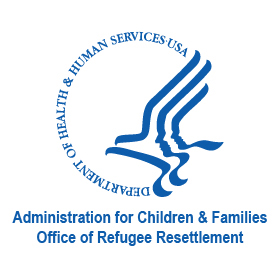 DEPARTMENT OF HEALTH & HUMAN SERVICES·USA
Administration for Children & Families
Office of Refugee Resettlement